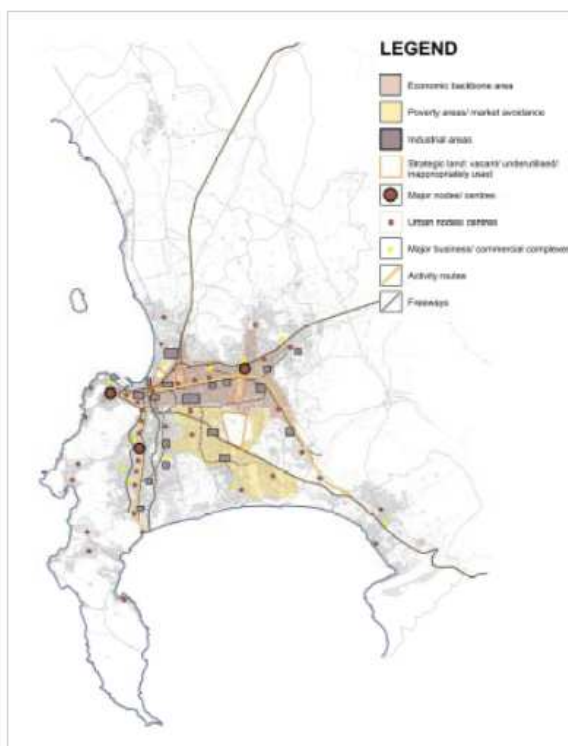 LEGEND
Economic backbone area
Poverty areas/ market avoidance
Industrial areas
Strategic land: vacant/ underutilised/
inappropriately used
Major nodes/ centres
Urban nodes/ centres
Major business/ commercial complexes
Activity routes
Freeways